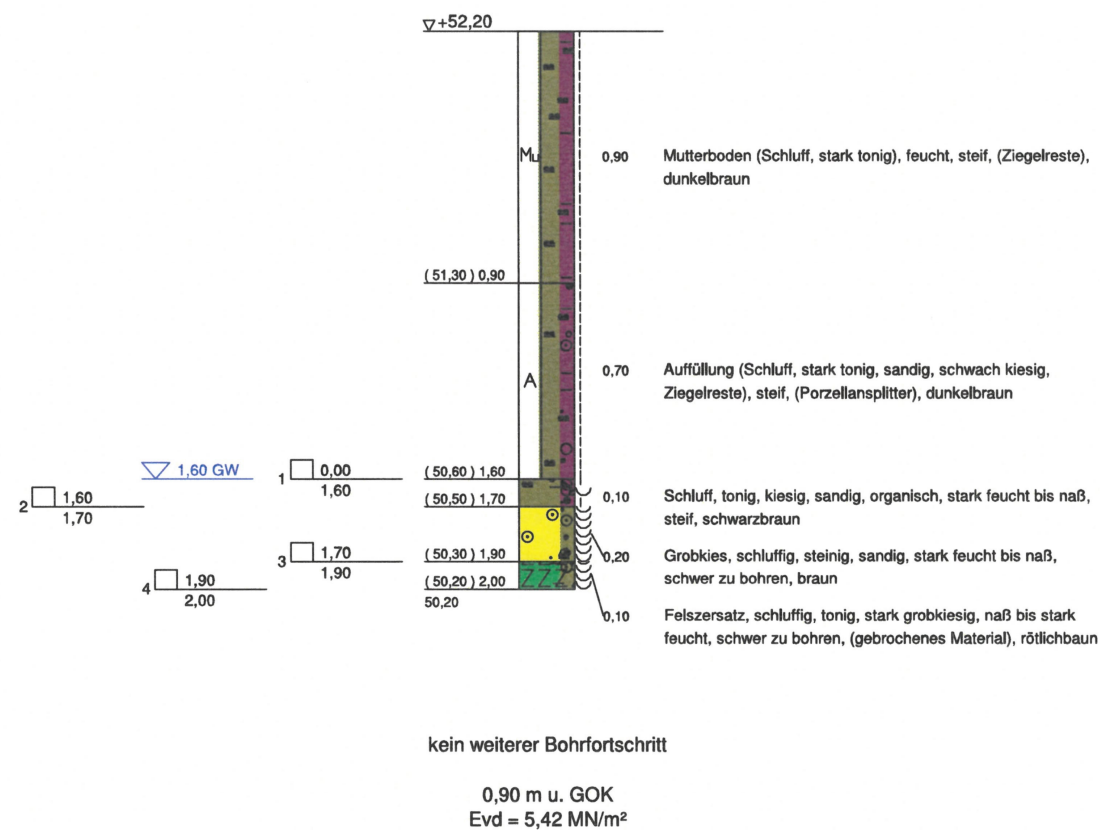 +52,20
Mu
0,90
Mutterboden (Schluff, stark tonig), feucht, steif, (Ziegelreste),
dunkelbraun
(51,30) 0,90
A
0,70
Auffüllung (Schluff, stark tonig, sandig, schwach kiesig,
Ziegelreste), steif, (Porzellansplitter), dunkelbraun
1,60 GW
1
0,00
1,60
(50,60) 1,60
2
1,60
1,70
(50,50) 1,70
0,10
Schluff, tonig, kiesig, sandig, organisch, stark feucht bis naß,
steif, schwarzbraun
3
1,70
1,90
(50,30) 1,90
0,20
Grobkies, schluffig, steinig, sandig, stark feucht bis naß,
schwer zu bohren, braun
4
1,90
2,00
(50,20) 2,00
50,20
ZZZ
0,10
Felszersatz, schluffig, tonig, stark grobkiesig, naß bis stark
feucht, schwer zu bohren, (gebrochenes Material), rötlichbaun
kein weiterer Bohrfortschritt
0,90 m u. GOK
Evd = 5,42 MN/m²